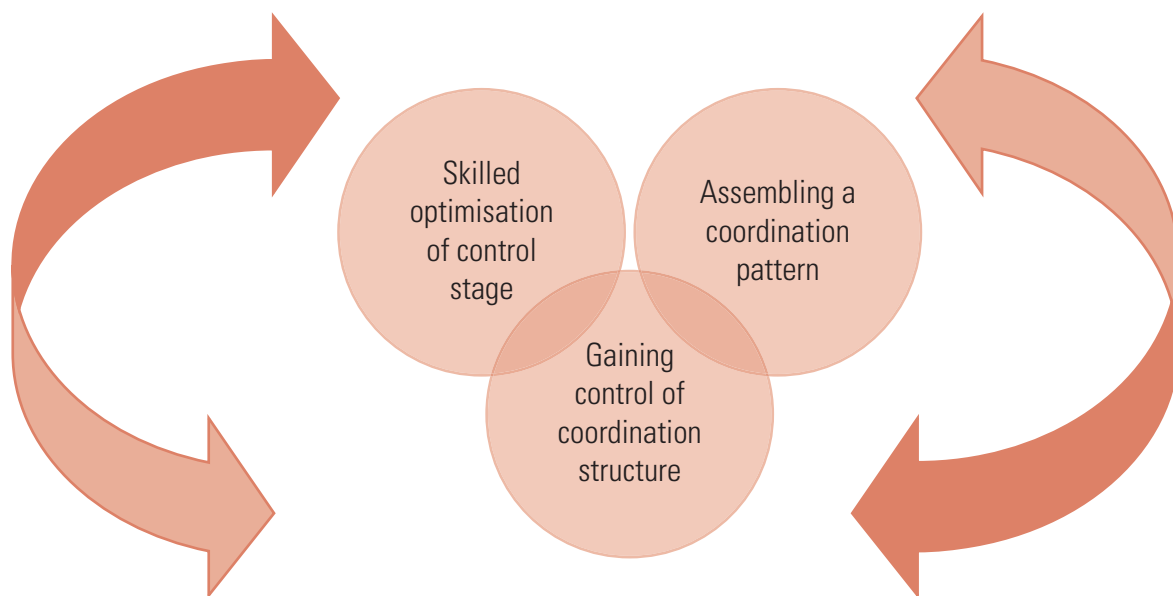 Skilled
optimisation
of control
stage
Assembling a
coordination
pattern
Gaining
control of
coordination
structure